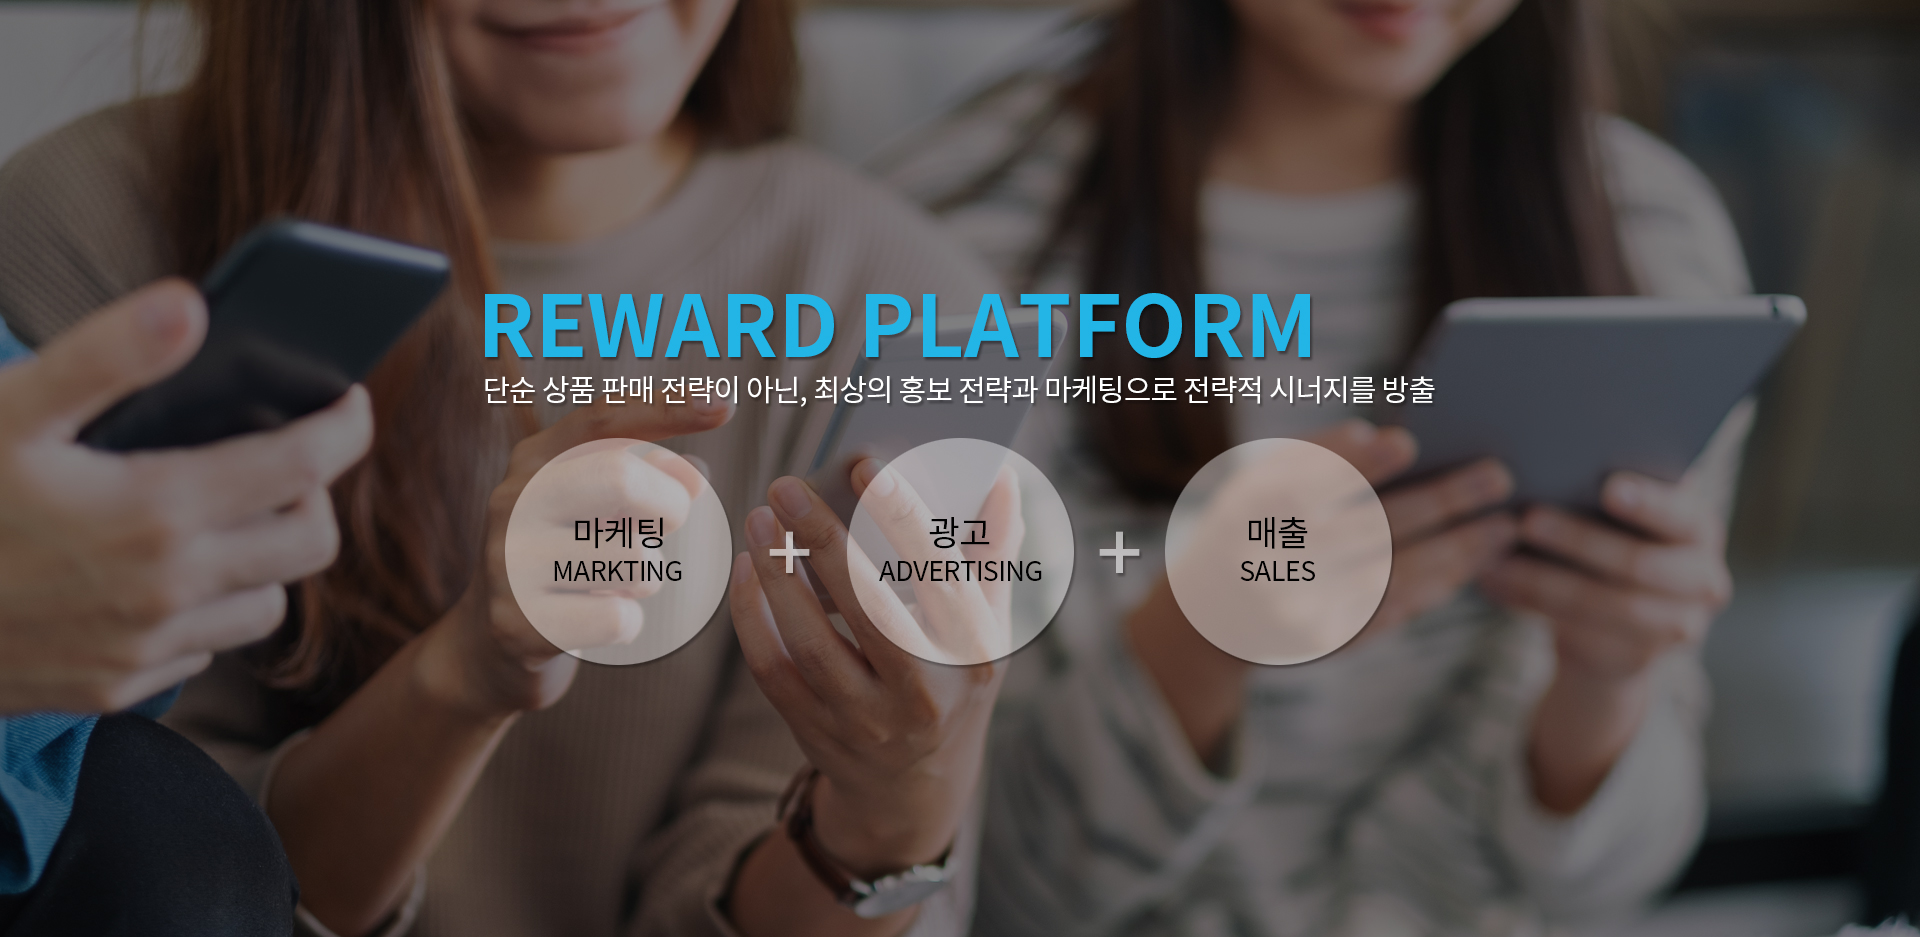 REWARD PLATFORM
단순 상품 판매 전략이 아닌, 최상의 홍보 전략과 마케팅으로 전략적 시너지를 방출
마케팅
MARKTING
+
광고
ADVERTISING
+
매출
SALES